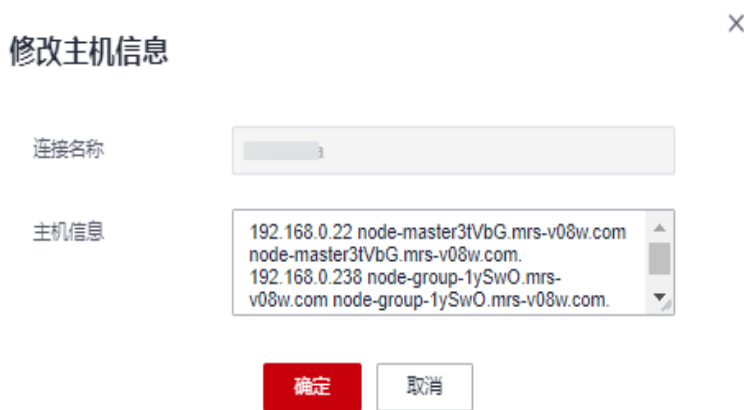 修改主机信息
连接名称
a
主机信息
192.168.0.22 node-master3tVbG.mrs-v08w.com
node-master3tVbG.mrs-v08w.com.
192.168.0.238 node-group-1ySwO.mrs-
v08w.com node-group-1ySwO.mrs-v08w.com.
确定 取消